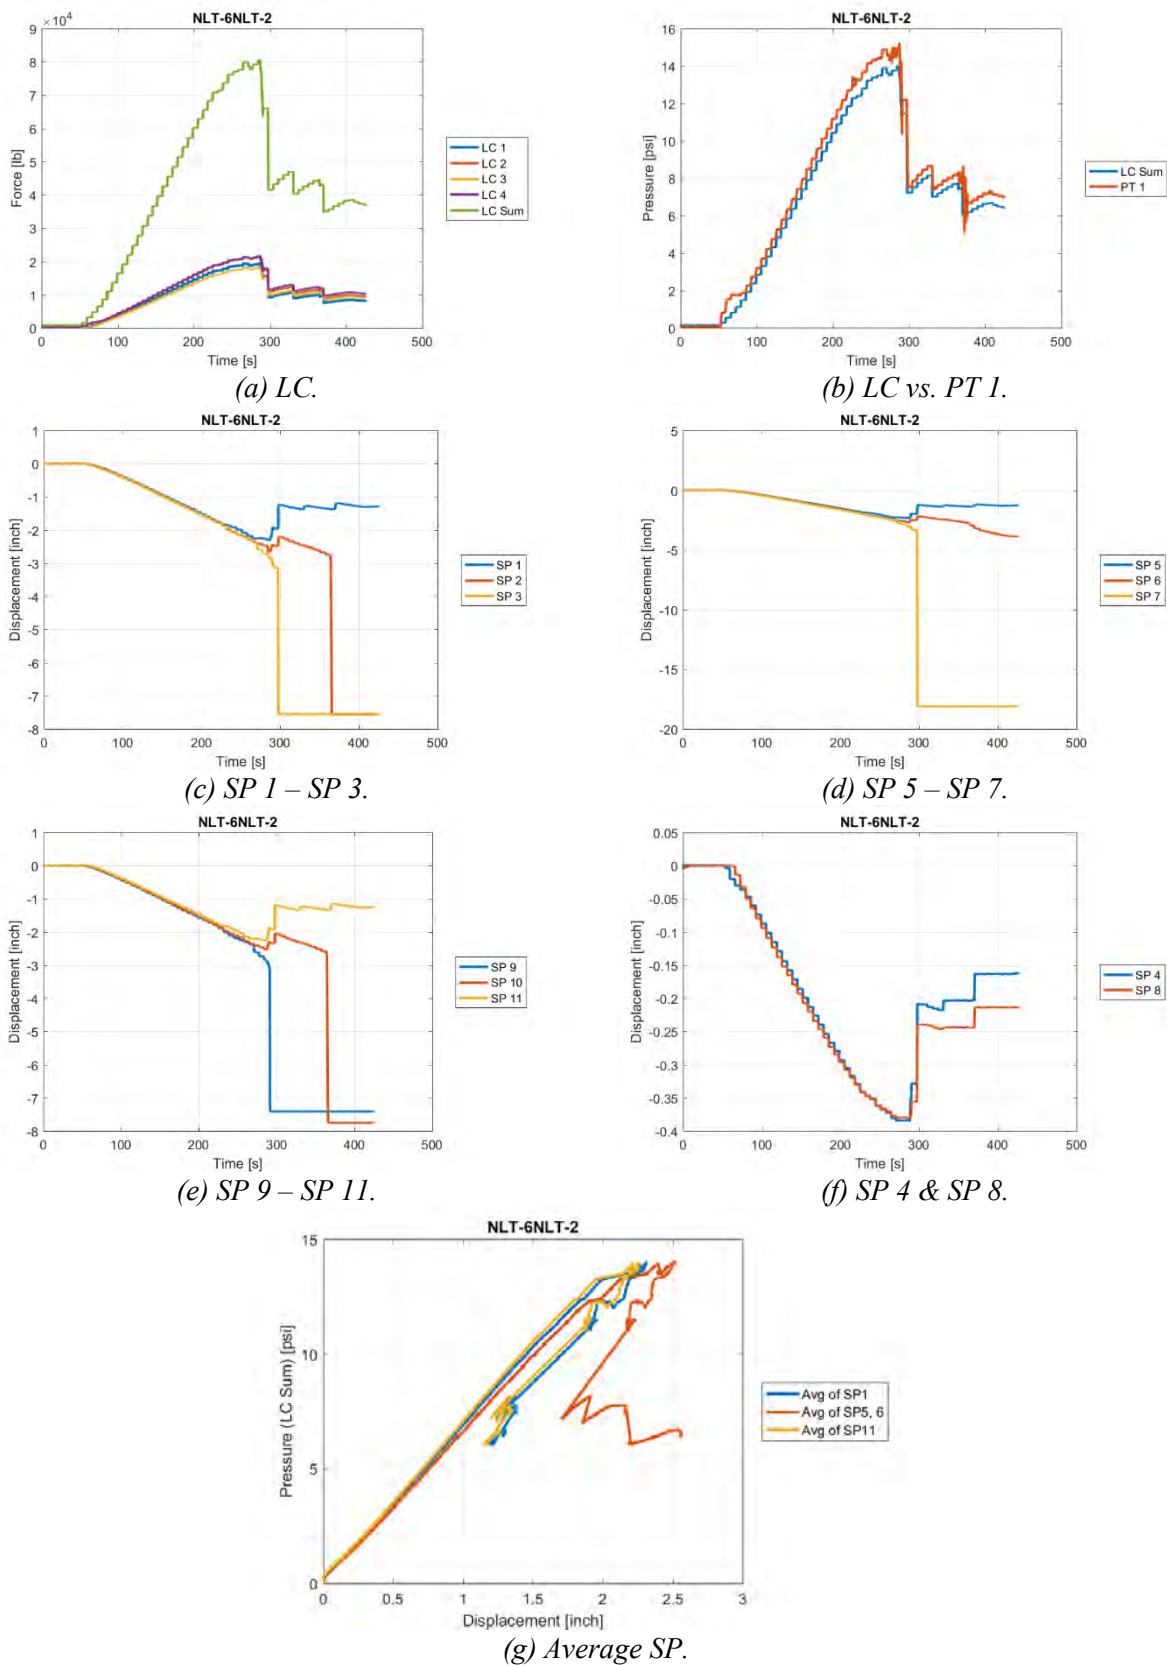 NLT-6NLT-2
×10⁴
9
8
7
6
5
4
3
2
1
0
Force [lb]
0 100 200 300 400 500
Time [s]
LC 1
LC 2
LC 3
LC 4
LC Sum
(a) LC.
NLT-6NLT-2
16
14
12
10
8
6
4
2
0
Pressure [psi]
0 100 200 300 400 500
Time [s]
LC Sum
PT 1
(b) LC vs. PT 1.
NLT-6NLT-2
1
0
-1
-2
-3
-4
-5
-6
-7
-8
Displacement [inch]
0 100 200 300 400 500
Time [s]
SP 1
SP 2
SP 3
(c) SP 1 – SP 3.
NLT-6NLT-2
5
0
-5
-10
-15
-20
Displacement [inch]
0 100 200 300 400 500
Time [s]
SP 5
SP 6
SP 7
(d) SP 5 – SP 7.
NLT-6NLT-2
1
0
-1
-2
-3
-4
-5
-6
-7
-8
Displacement [inch]
0 100 200 300 400 500
Time [s]
SP 9
SP 10
SP 11
(e) SP 9 – SP 11.
NLT-6NLT-2
0.05
0
-0.05
-0.1
-0.15
-0.2
-0.25
-0.3
-0.35
-0.4
Displacement [inch]
0 100 200 300 400 500
Time [s]
SP 4
SP 8
(f) SP 4 & SP 8.
NLT-6NLT-2
15
10
5
0
Pressure (LC Sum) [psi]
0 0.5 1 1.5 2 2.5 3
Displacement [inch]
Avg of SP1
Avg of SP5, 6
Avg of SP11
(g) Average SP.